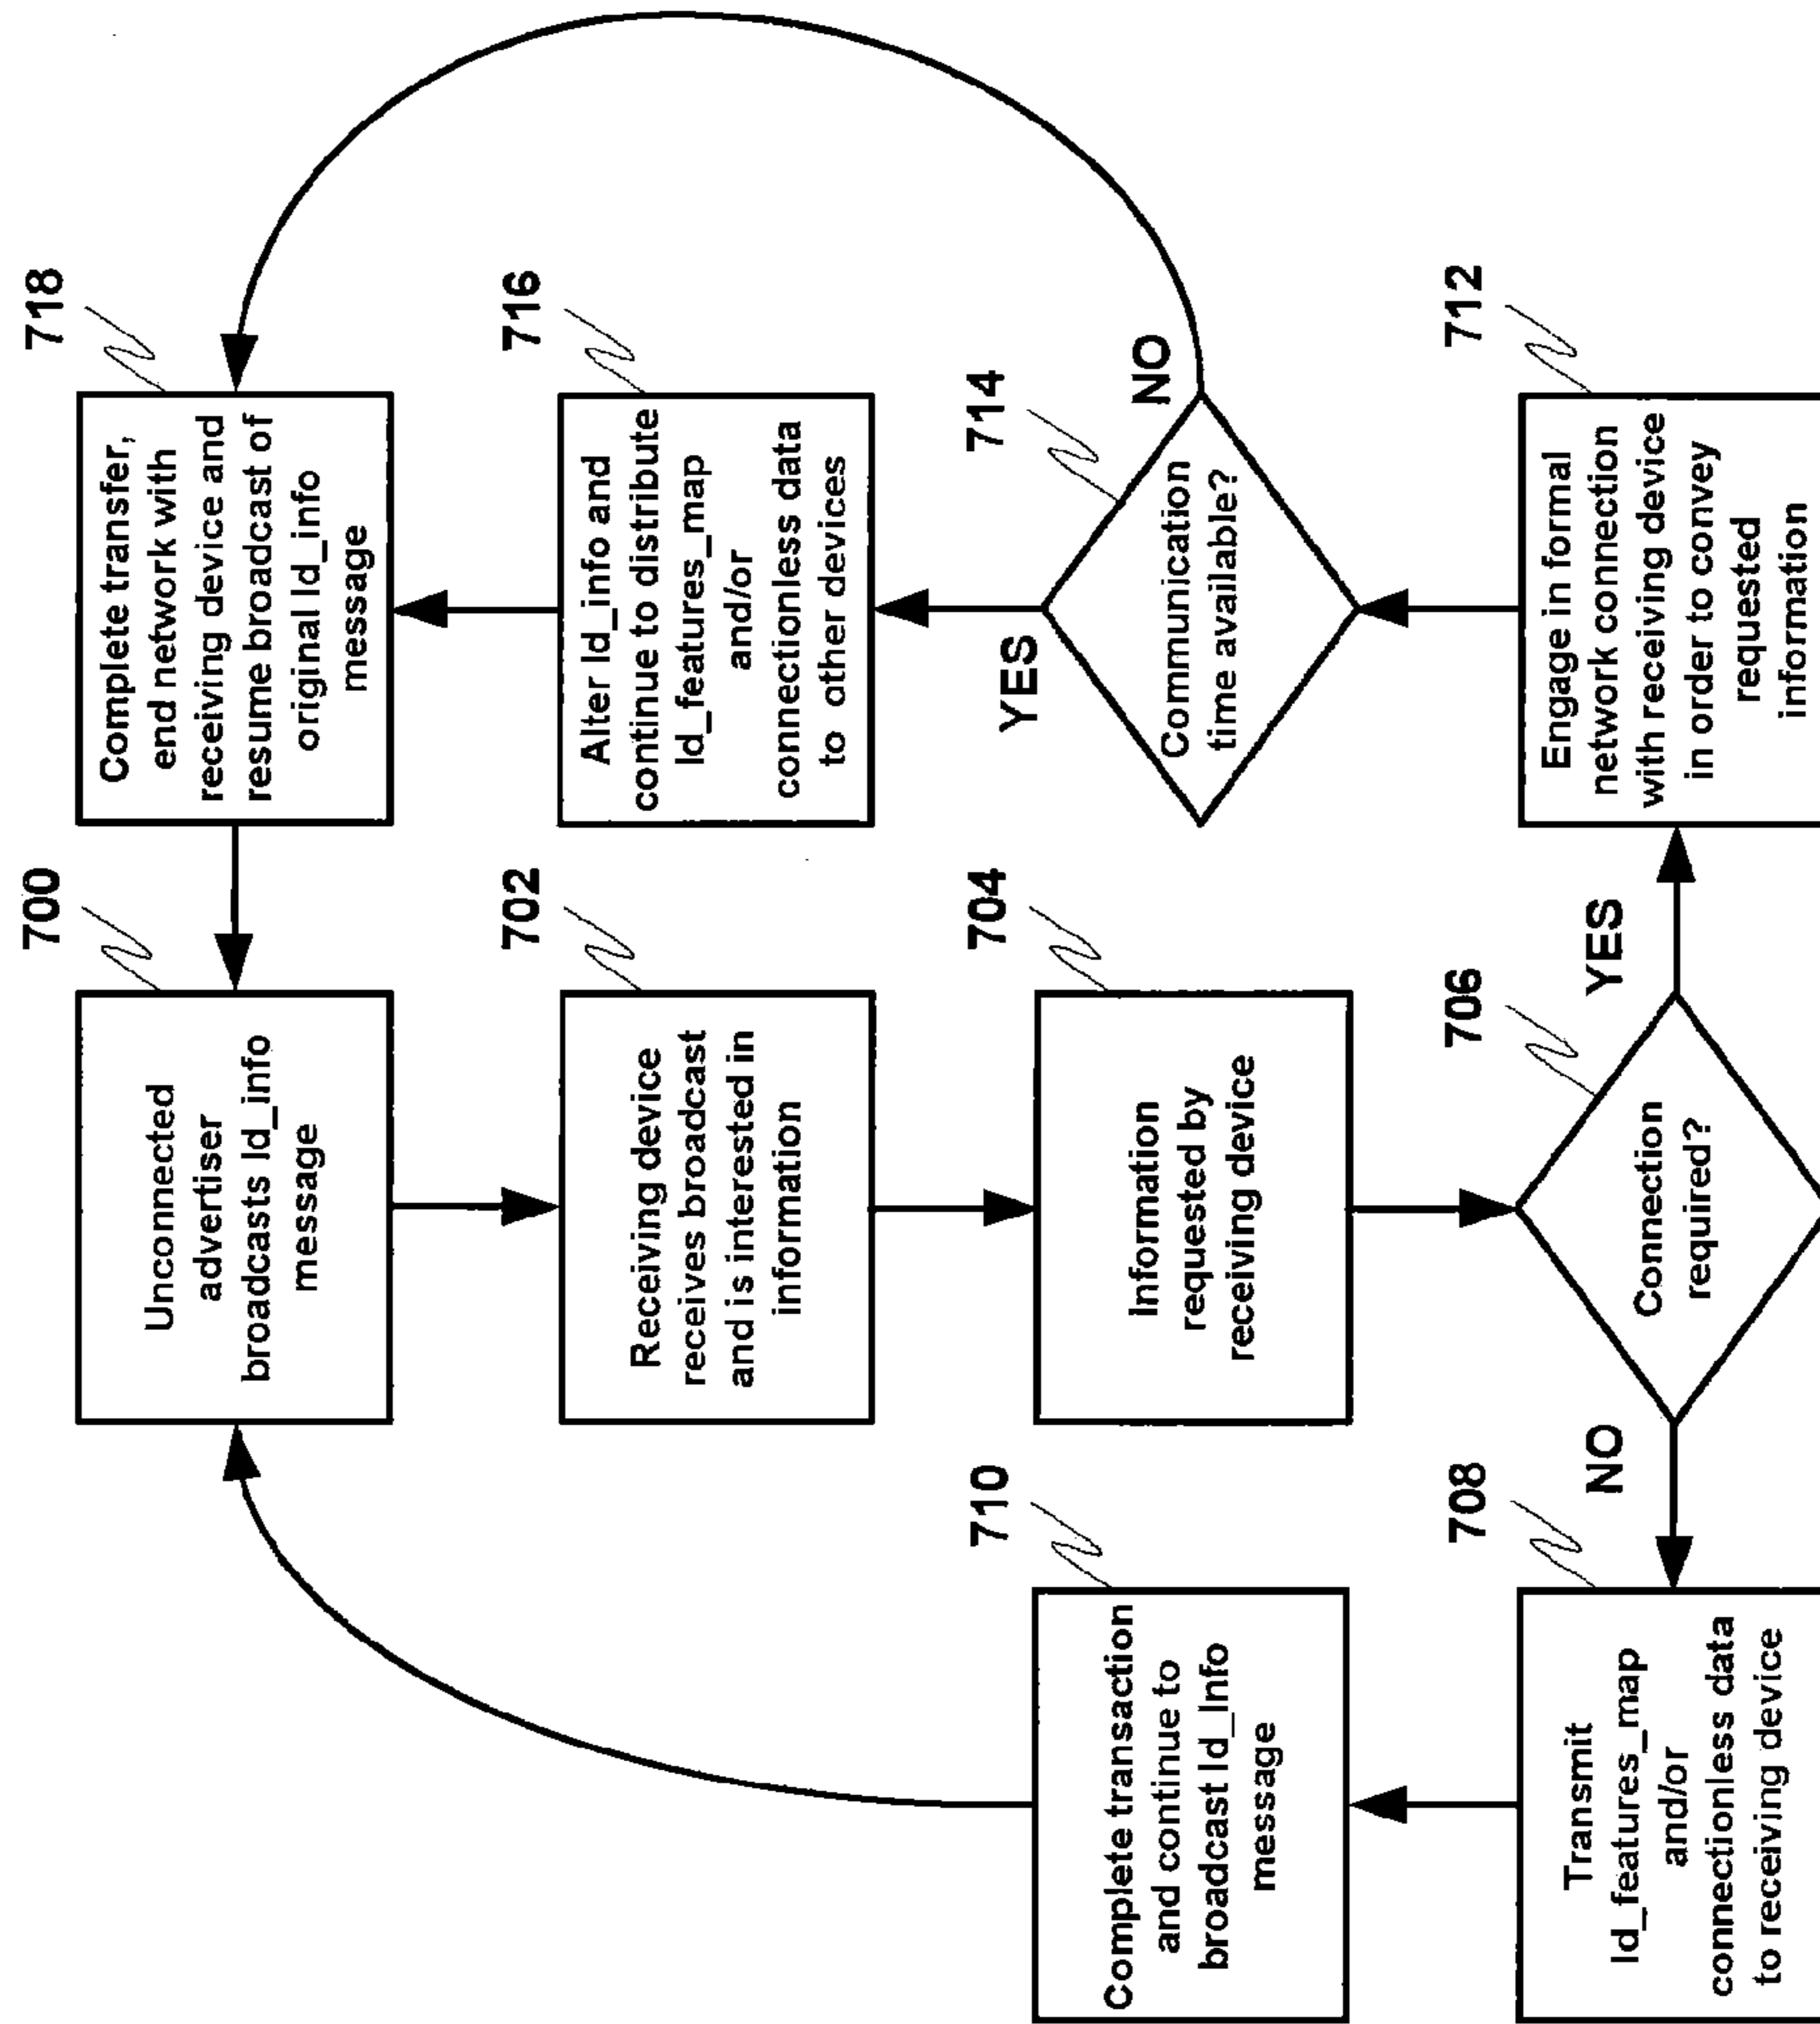 700
Unconnected
advertiser
broadcasts Id_info
message
702
Receiving device
receives broadcast
and is interested in
information
704
Information
requested by
receiving device
706
Connection
required?
NO
YES
708
Transmit
Id_features_map
and/or
connectionless data
to receiving device
710
Complete transaction
and continue to
broadcast Id_Info
message
712
Engage in formal
network connection
with receiving device
in order to convey
requested
information
714
Communication
time available?
YES
NO
716
Alter Id_info and
continue to distribute
Id_features_map
and/or
connectionless data
to other devices
718
Complete transfer,
end network with
receiving device and
resume broadcast of
original Id_info
message